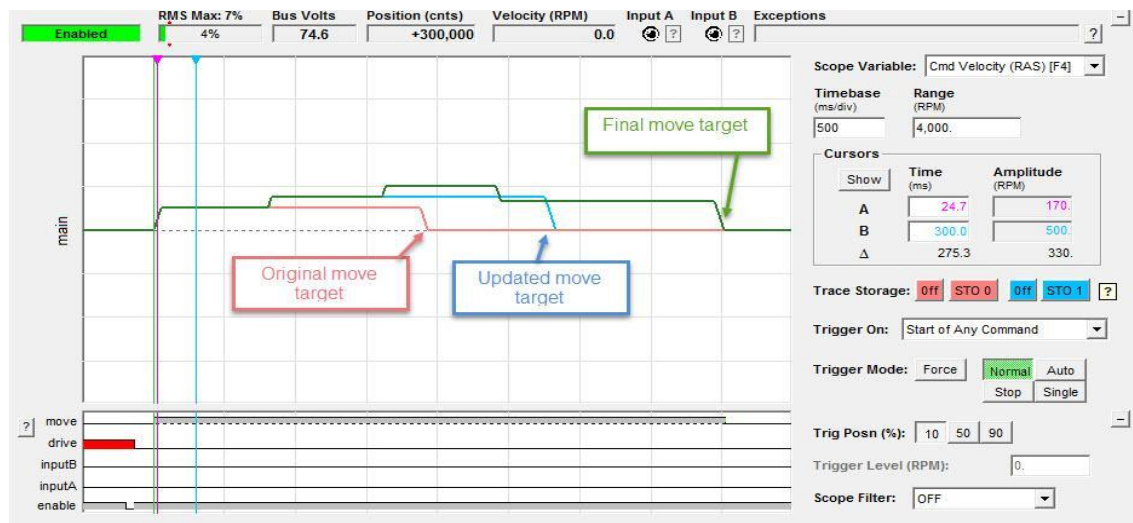 RMS Max: 7% Bus Volts Position (cnts) Velocity (RPM) Input A Input B Exceptions
Enabled 4% 74.6 +300,000 0.0 ? ? ?
Scope Variable: Cmd Velocity (RAS) [F4]
Timebase Range
(ms/div) (RPM)
500 4,000.
Cursors
Show Time Amplitude
(ms) (RPM)
A 24.7 170.
B 300.0 500.
Δ 275.3 330.
Trace Storage: Off STO 0 Off STO 1 ?
Trigger On: Start of Any Command
Trigger Mode: Force Normal Auto
Stop Single
Trig Posn (%): 10 50 90
Trigger Level (RPM): 0.
Scope Filter: OFF
main
Final move target
Original move
target
Updated move
target
? move
drive
inputB
inputA
enable